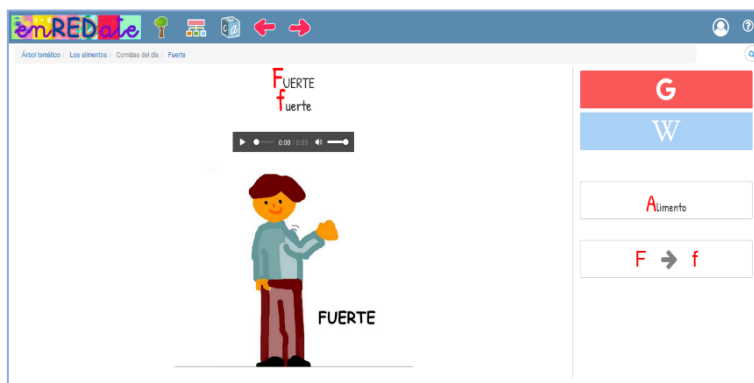 enREDate
Árbol temático / Los alimentos / Comidas del día / Fuerte
FUERTE
fuerte
0:00 / 0:03
FUERTE
G
W
Alimento
F → f